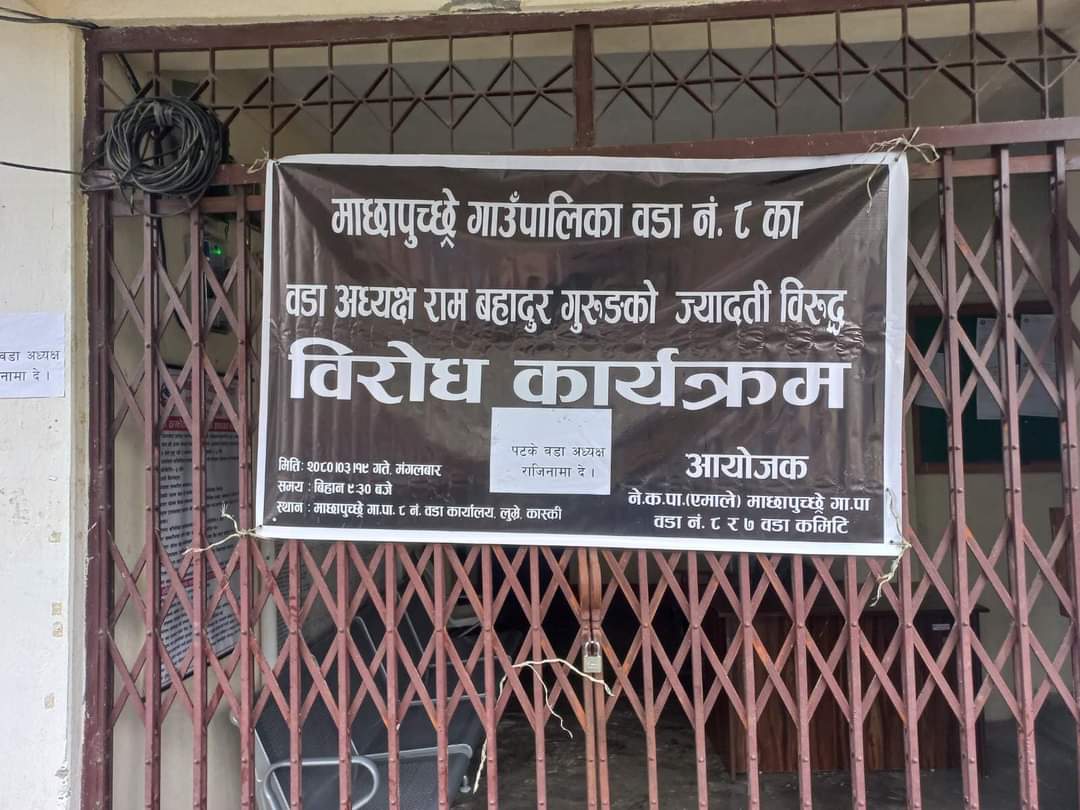 माछापुच्छ्रे गाउँपालिका वडा नं. ८ का
वडा अध्यक्ष राम बहादुर गुरुङको ज्यादती विरुद्ध
विरोध कार्यक्रम
पटके वडा अध्यक्ष
राजिनामा दे ।
मिति : २०८०।०३।१९ गते, मंगलबार
समय : बिहान ९:३० बजे
स्थान : माछापुच्छ्रे गा.पा. ८ नं. वडा कार्यालय, लुम्रे, कास्की
आयोजक
ने.क.पा.(एमाले) माछापुच्छ्रे गा.पा
वडा नं. ८ र ७ वडा कमिटि
वडा अध्यक्ष
नामा दे ।